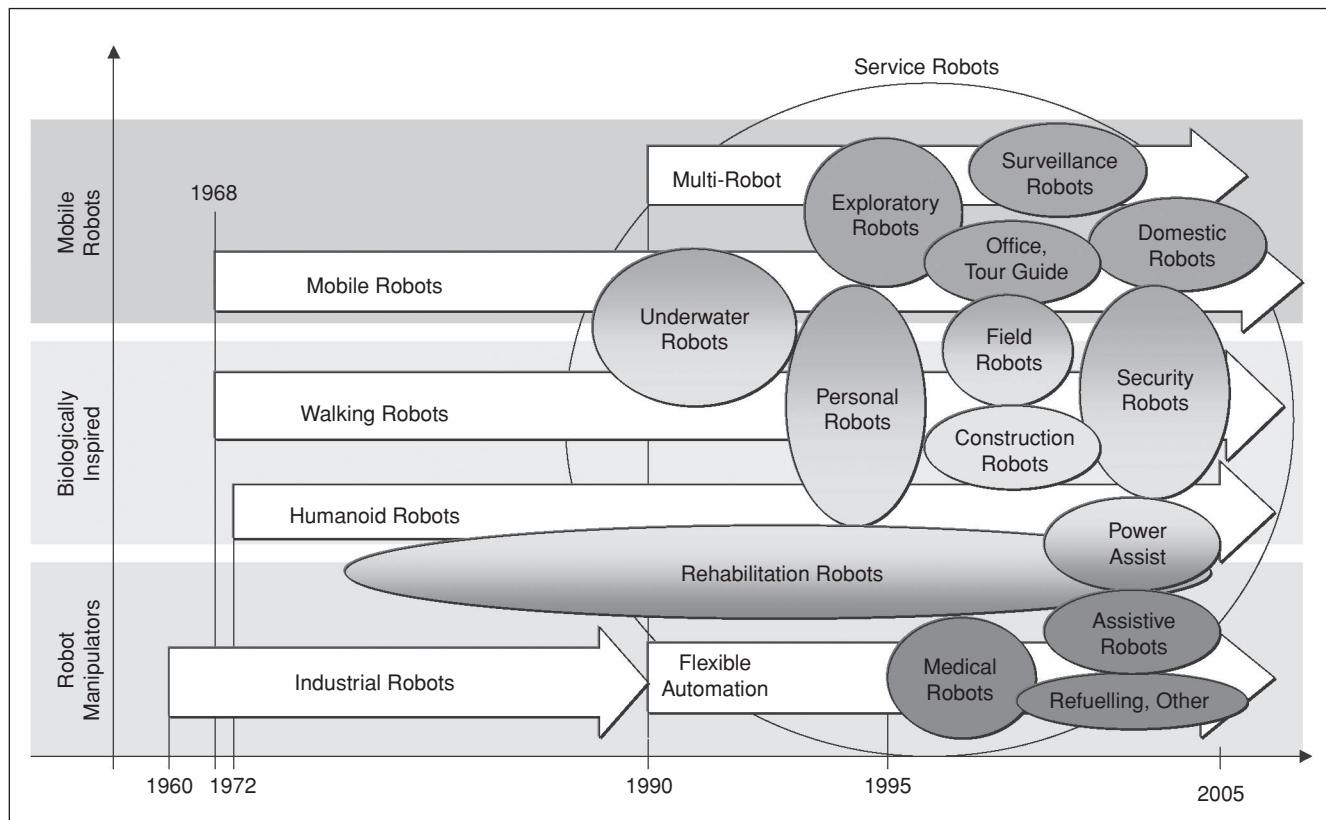 Service Robots
Mobile
Robots
1968
Multi-Robot
Exploratory
Robots
Surveillance
Robots
Office,
Tour Guide
Domestic
Robots
Mobile Robots
Underwater
Robots
Biologically
Inspired
Walking Robots
Personal
Robots
Field
Robots
Security
Robots
Construction
Robots
Humanoid Robots
Power
Assist
Rehabilitation Robots
Robot
Manipulators
Industrial Robots
Flexible
Automation
Medical
Robots
Assistive
Robots
Refuelling, Other
1960
1972
1990
1995
2005